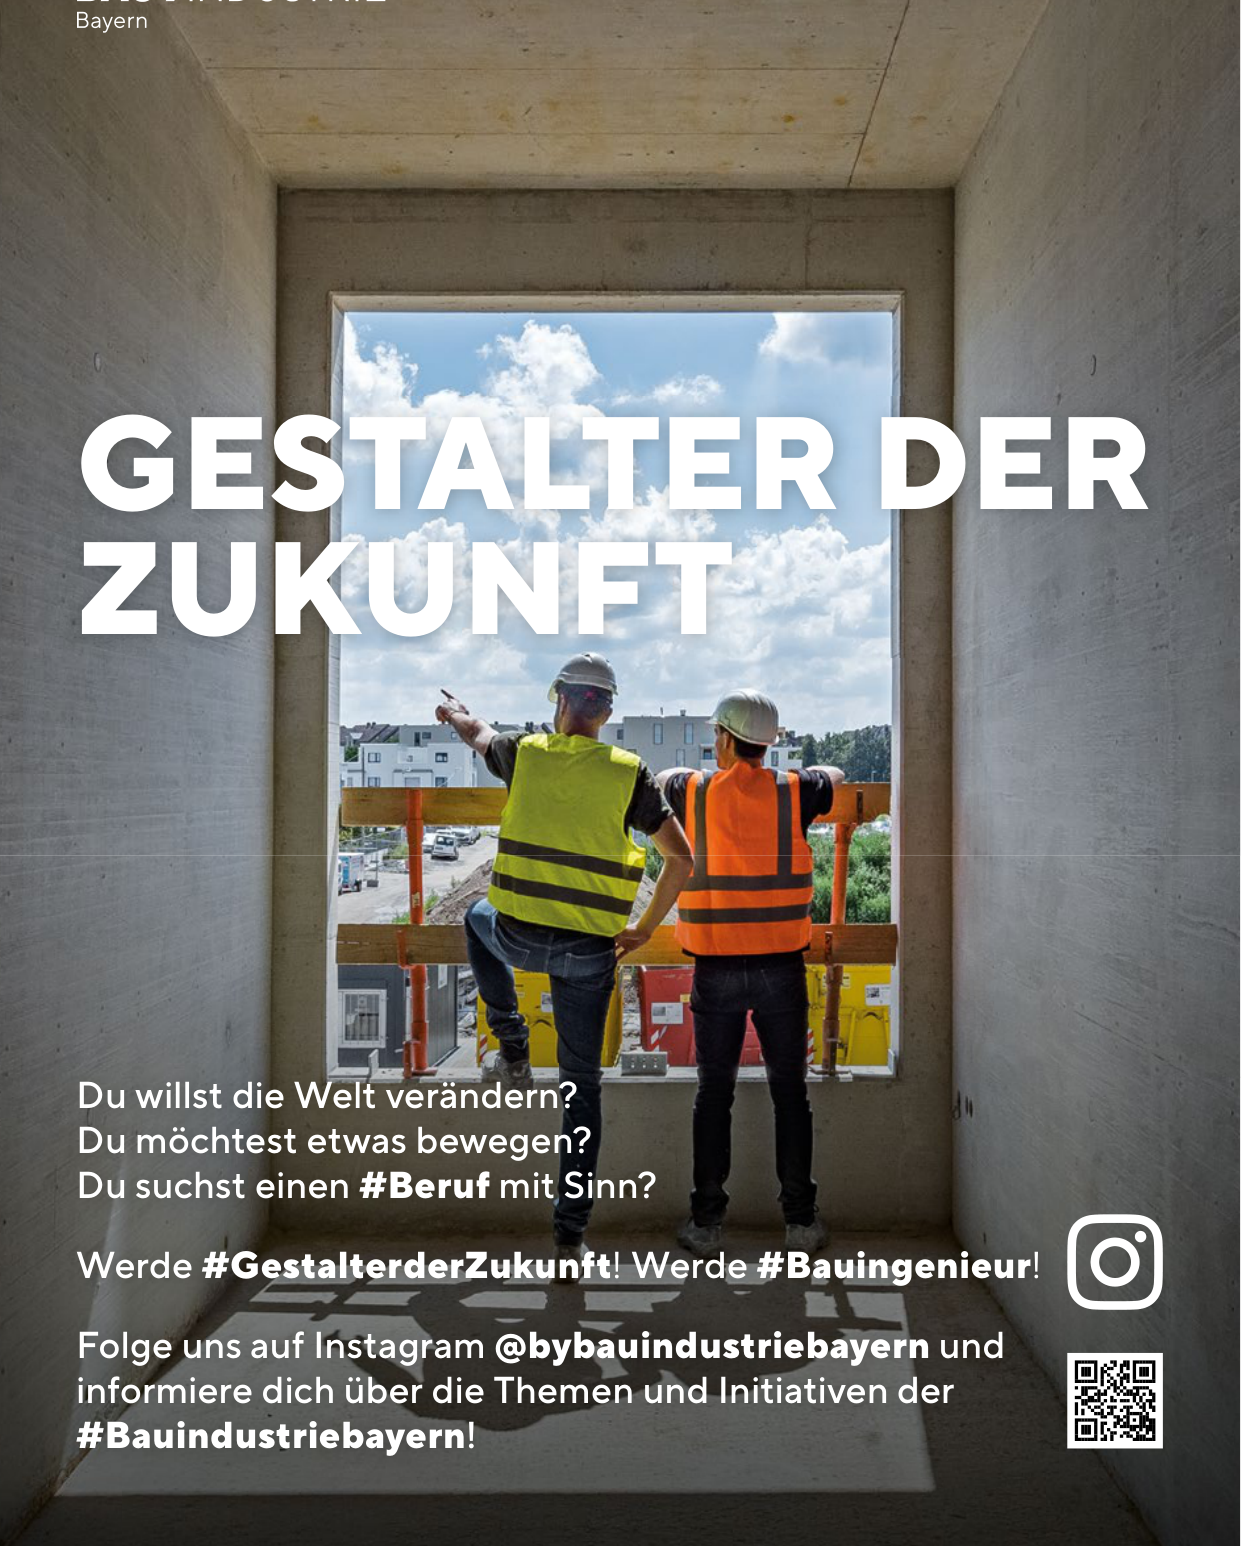 Bayern
GESTALTER DER
ZUKUNFT
Du willst die Welt verändern?
Du möchtest etwas bewegen?
Du suchst einen #Beruf mit Sinn?
Werde #GestalterderZukunft! Werde #Bauingenieur!
Folge uns auf Instagram @bybauindustriebayern und
informiere dich über die Themen und Initiativen der
#Bauindustriebayern!